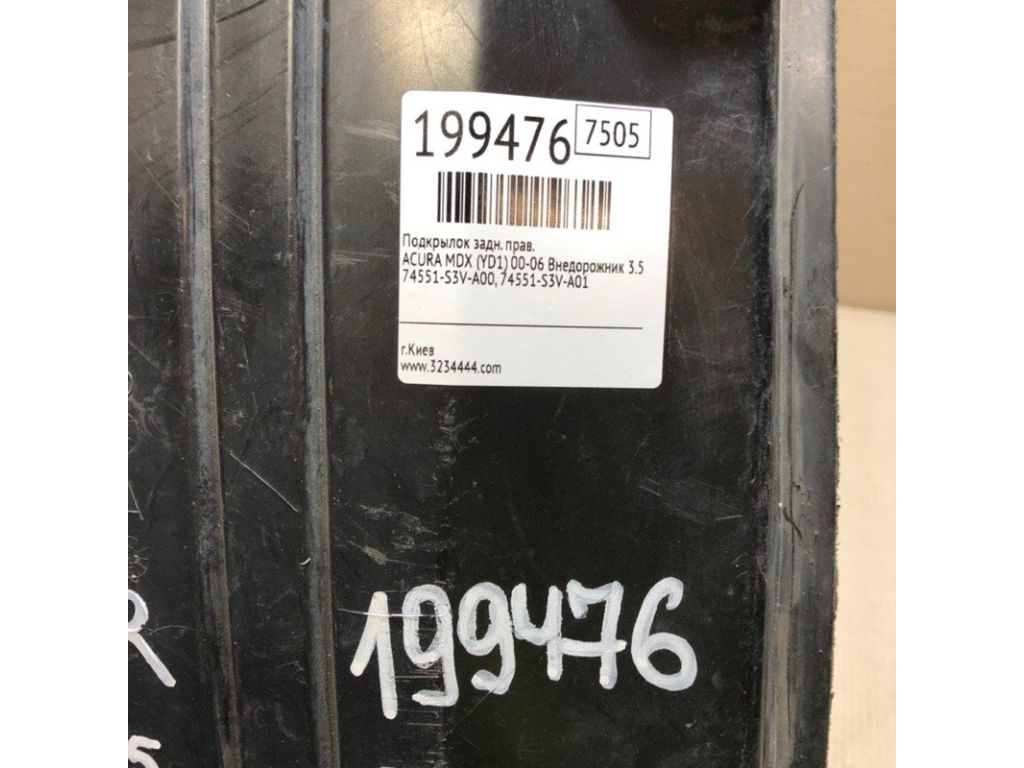 199476 7505
Подкрылок задн. прав.
ACURA MDX (YD1) 00-06 Внедорожник 3.5
74551-S3V-A00, 74551-S3V-A01
г.Киев
www.3234444.com
199476
R